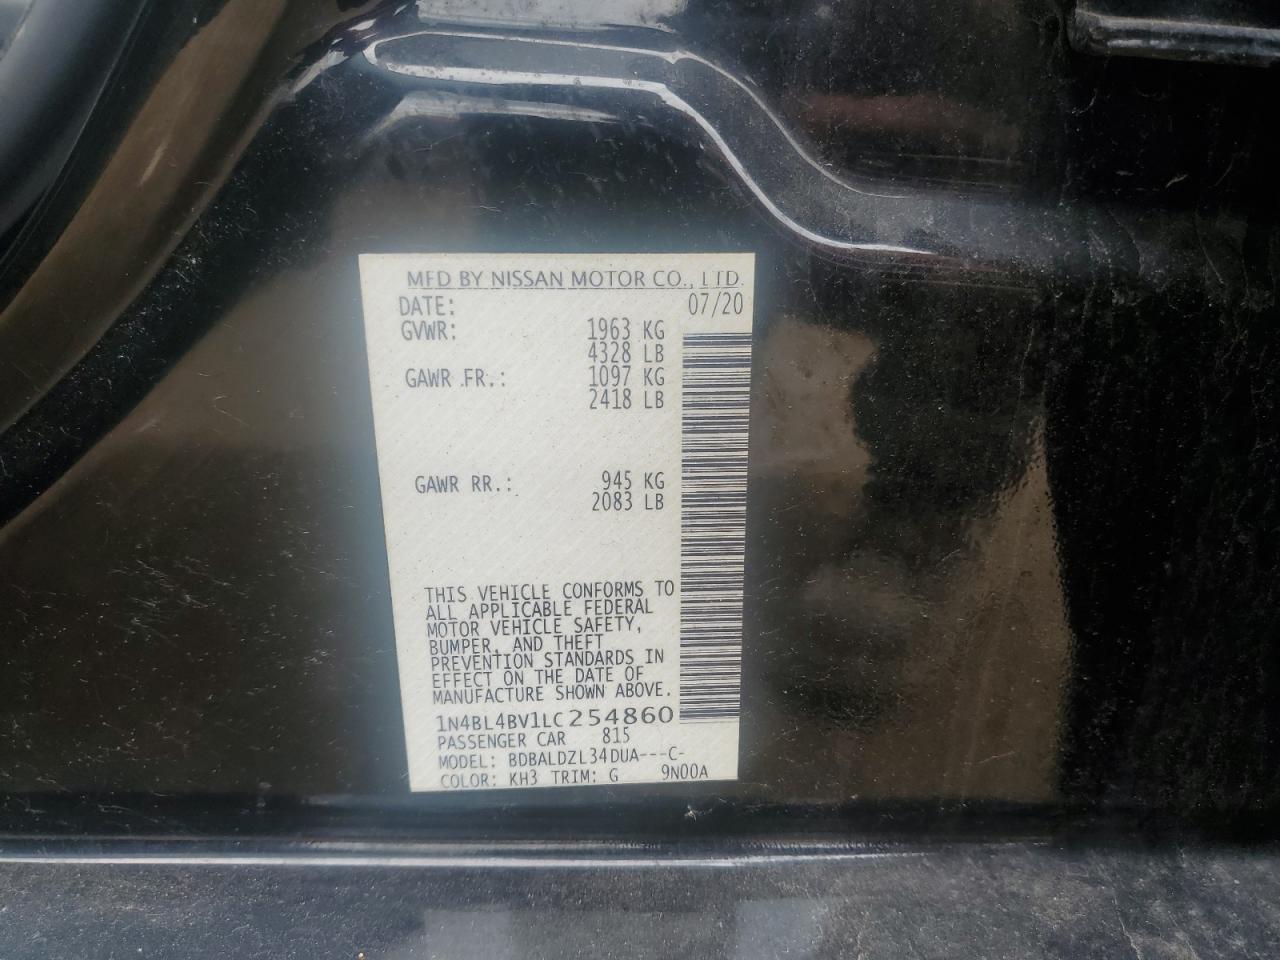 MFD BY NISSAN MOTOR CO., LTD.
DATE: 07/20
GVWR: 1963 KG
4328 LB
GAWR FR.: 1097 KG
2418 LB
GAWR RR.: 945 KG
2083 LB
THIS VEHICLE CONFORMS TO
ALL APPLICABLE FEDERAL
MOTOR VEHICLE SAFETY,
BUMPER, AND THEFT
PREVENTION STANDARDS IN
EFFECT ON THE DATE OF
MANUFACTURE SHOWN ABOVE.
1N4BL4BV1LC254860
PASSENGER CAR 815
MODEL: BDBALDZL34DUA---C-
COLOR: KH3 TRIM: G 9N00A